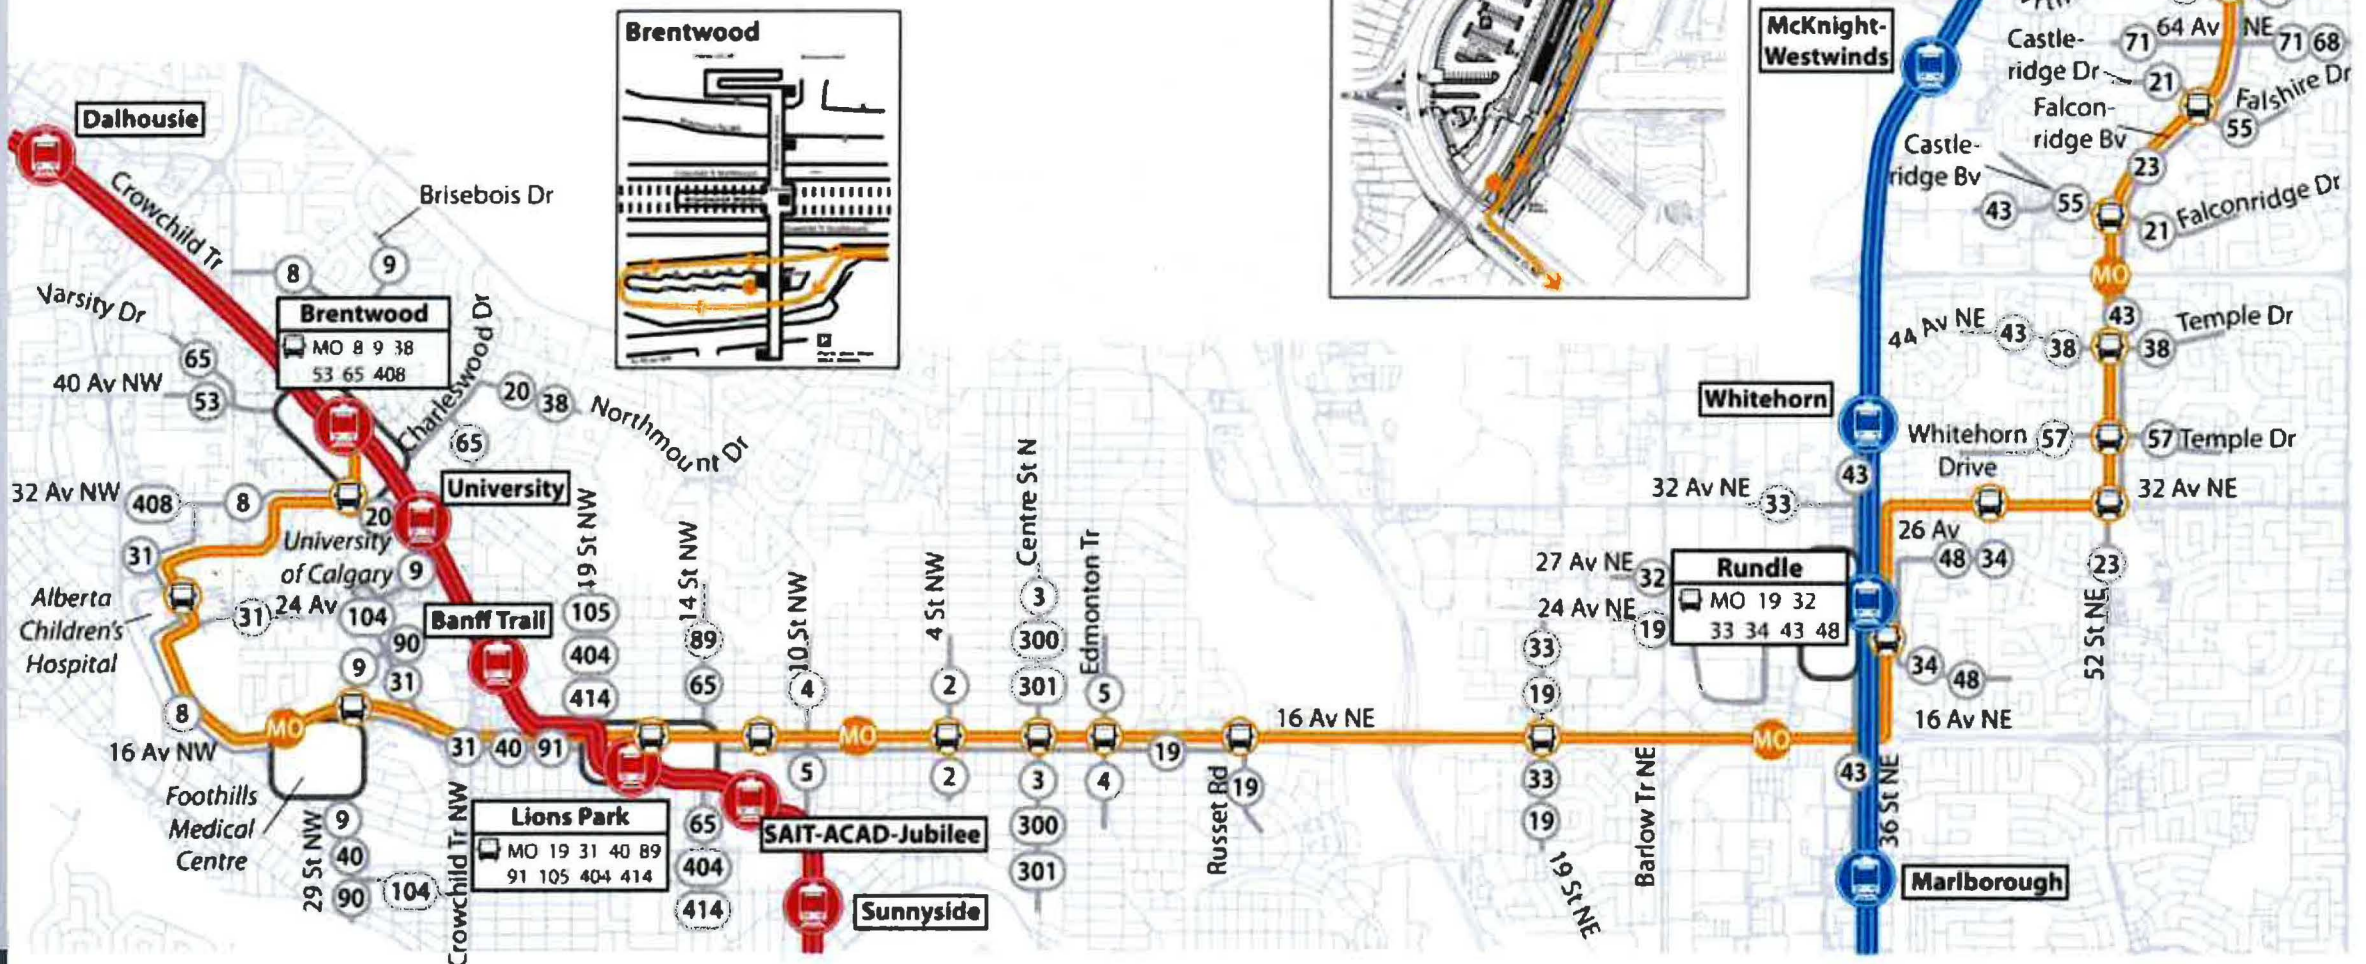 Brentwood
McKnight-
Westwinds
Castle-
ridge Dr
71
64 Av
NE
71
68
21
Falcon-
ridge Bv
Falshire Dr
55
Castle-
ridge Bv
23
43
55
21
Falconridge Dr
MO
43
Temple Dr
44 Av NE
43
38
38
Whitehorn
Whitehorn
Drive
57
57
Temple Dr
32 Av NE
33
43
32 Av NE
26 Av
48
34
27 Av NE
32
24 Av NE
19
Rundle
MO 19 32
33 34 43 48
23
52 St NE
34
48
16 Av NE
Dalhousie
Crowchild Tr
Brisebois Dr
8
9
Varsity Dr
Brentwood
MO 8 9 38
53 65 408
65
40 Av NW
53
Charleswood Dr
20
38
Northmount Dr
65
University
32 Av NW
408
8
20
University
of Calgary
31
9
Alberta
Children's
Hospital
31
24 Av
104
90
9
31
Banff Trail
19 St NW
105
404
414
14 St NW
89
65
10 St NW
4
4 St NW
2
Centre St N
3
300
301
Edmonton Tr
5
33
19
8
MO
16 Av NW
31
40
91
MO
19
16 Av NE
MO
Foothills
Medical
Centre
29 St NW
9
40
90
104
Crowchild Tr NW
Lions Park
MO 19 31 40 89
91 105 404 414
65
404
414
5
SAIT-ACAD-Jubilee
Sunnyside
2
3
300
301
4
Russet Rd
19
33
19
19 St NE
Barlow Tr NE
43
36 St NE
Marlborough